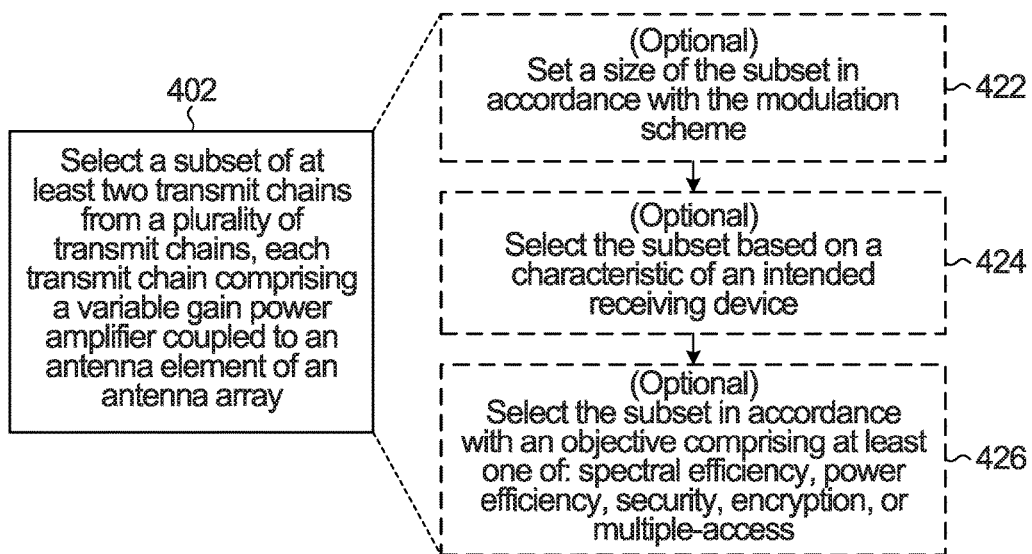 402
Select a subset of at
least two transmit chains
from a plurality of
transmit chains, each
transmit chain comprising
a variable gain power
amplifier coupled to an
antenna element of an
antenna array
(Optional)
Set a size of the subset in
accordance with the modulation
scheme
422
(Optional)
Select the subset based on a
characteristic of an intended
receiving device
424
(Optional)
Select the subset in accordance
with an objective comprising at least
one of: spectral efficiency, power
efficiency, security, encryption, or
multiple-access
426